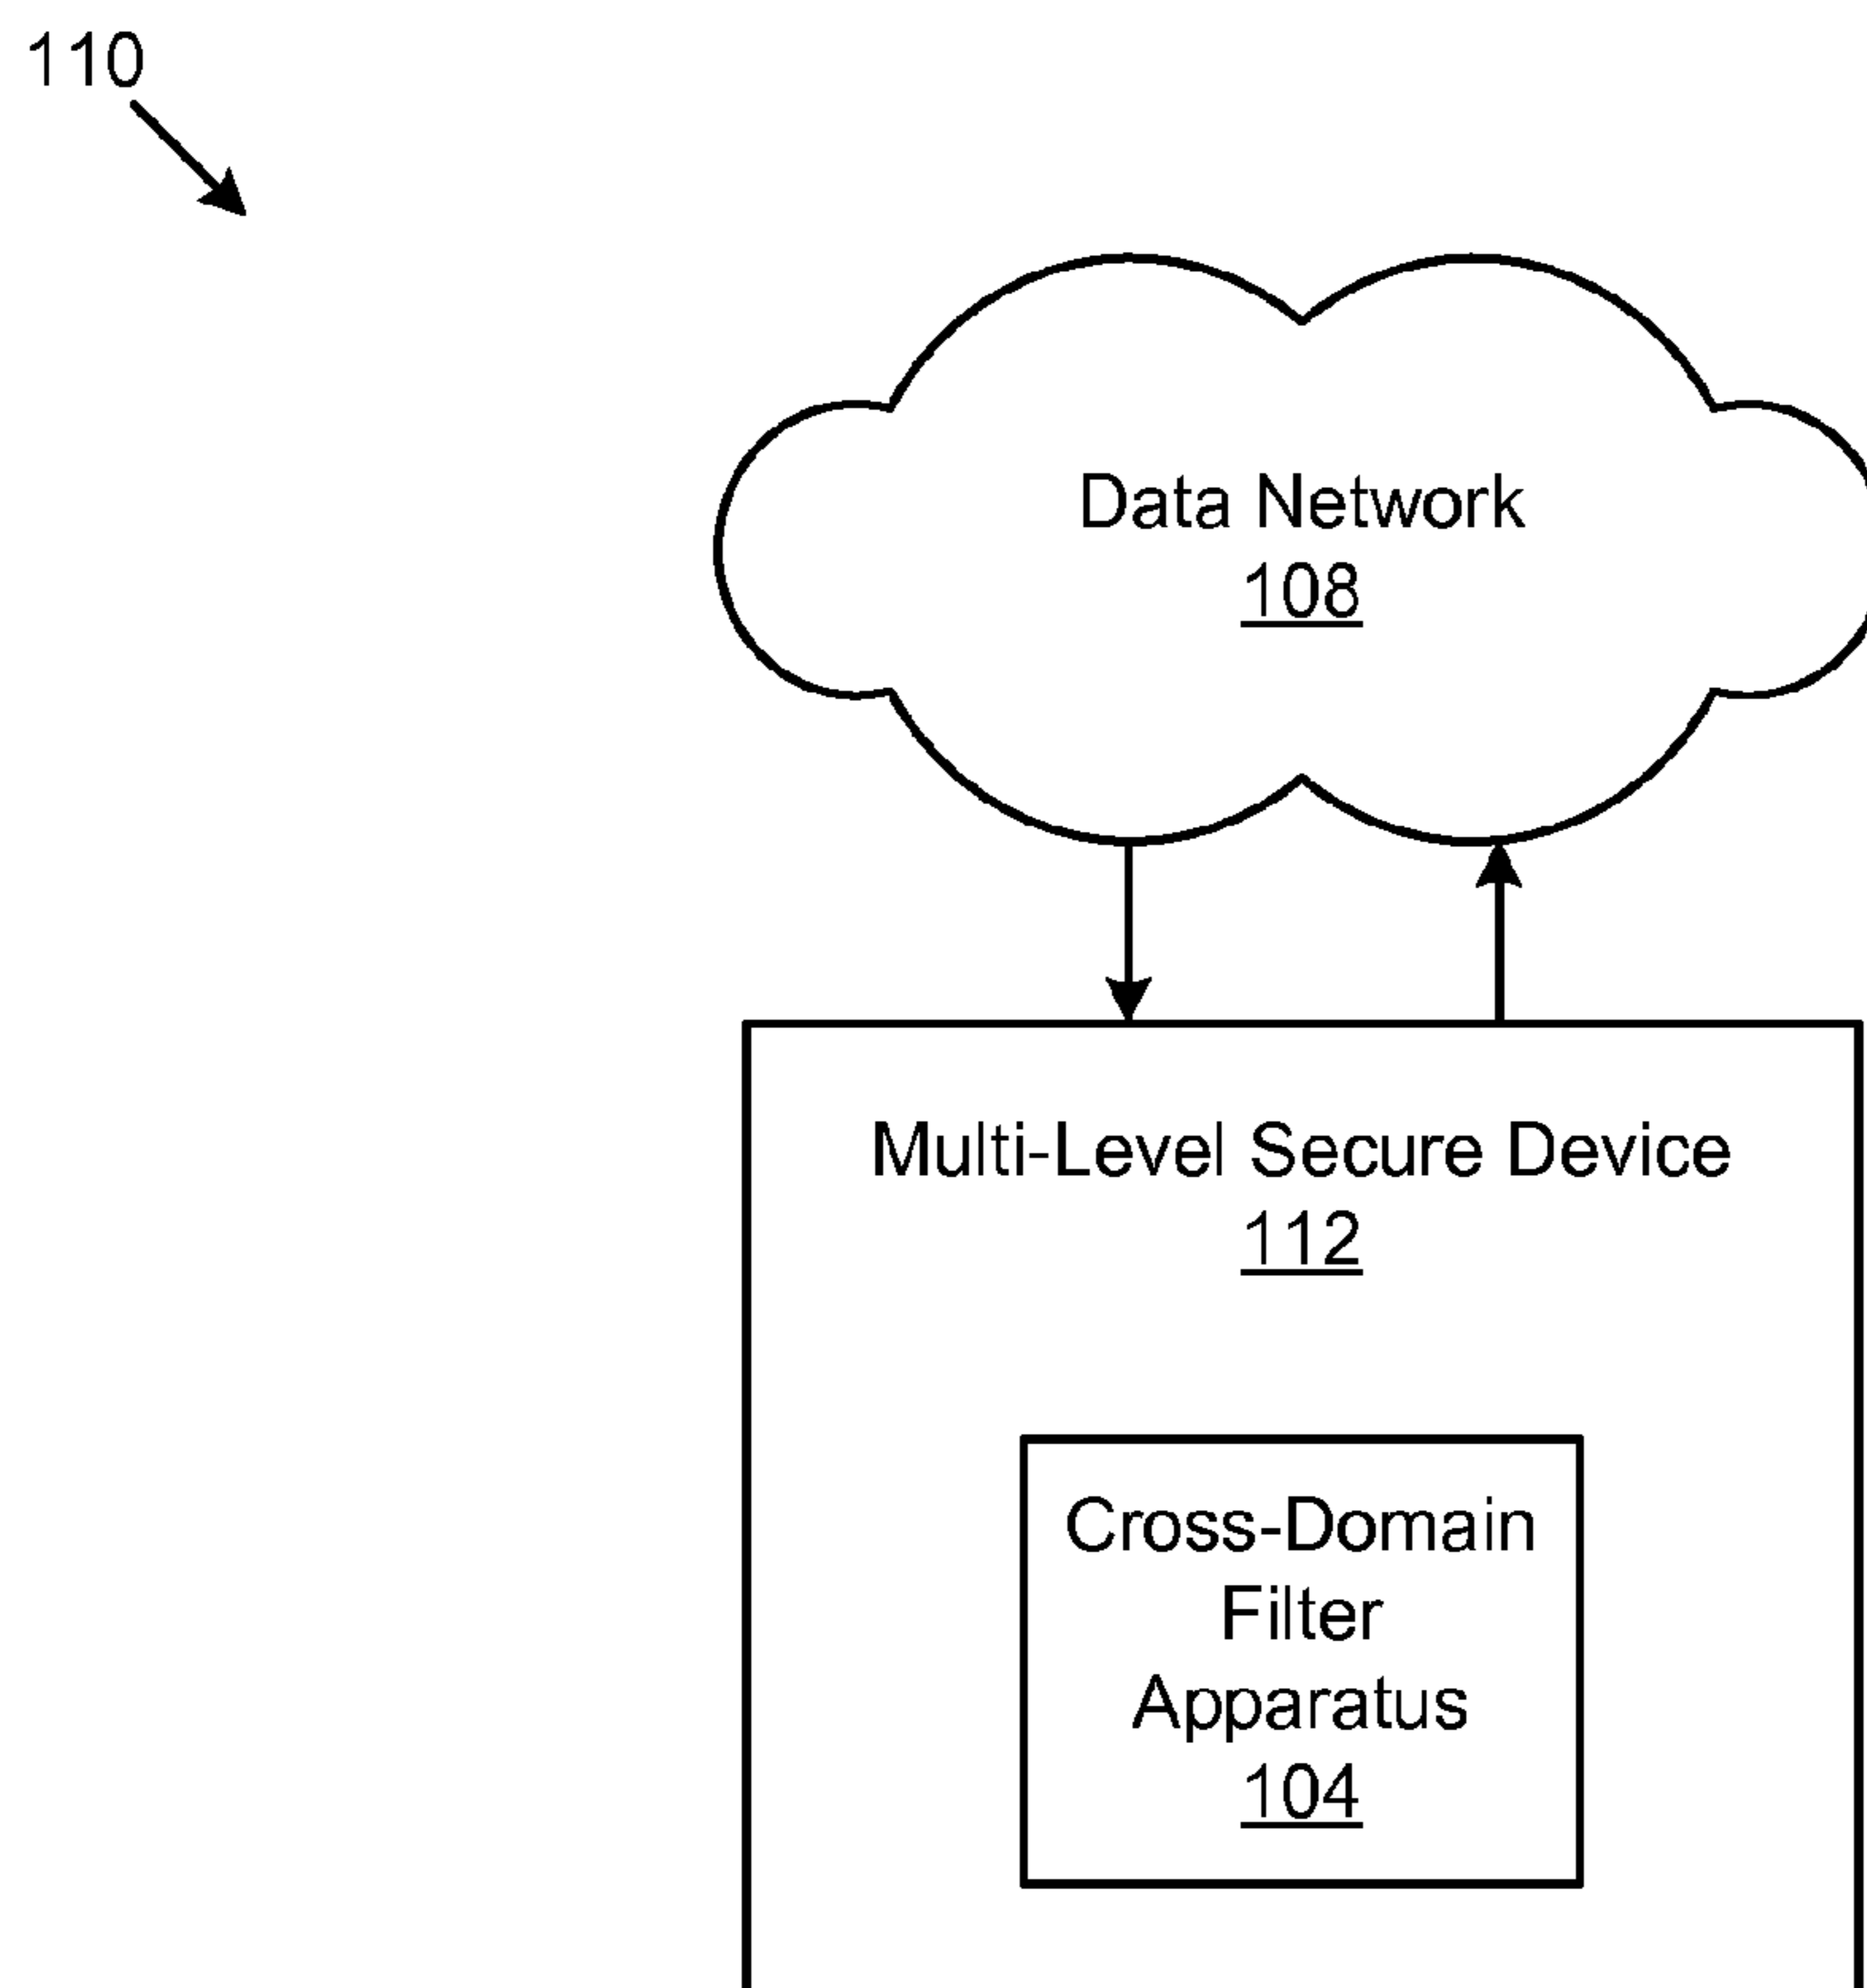 110
Data Network
108
Multi-Level Secure Device
112
Cross-Domain
Filter
Apparatus
104